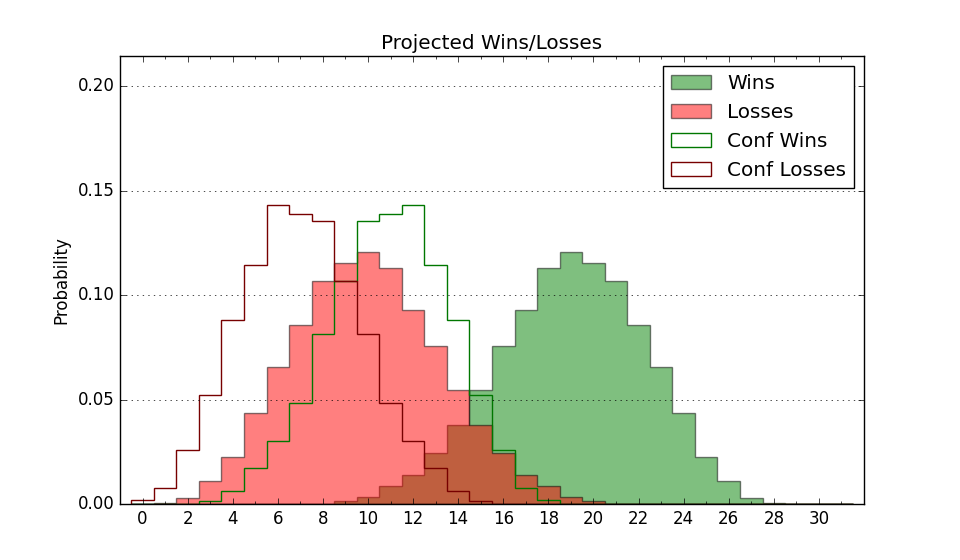 Projected Wins/Losses
Wins
Losses
Conf Wins
Conf Losses
Probability
0.20
0.15
0.10
0.05
0.00
0 2 4 6 8 10 12 14 16 18 20 22 24 26 28 30